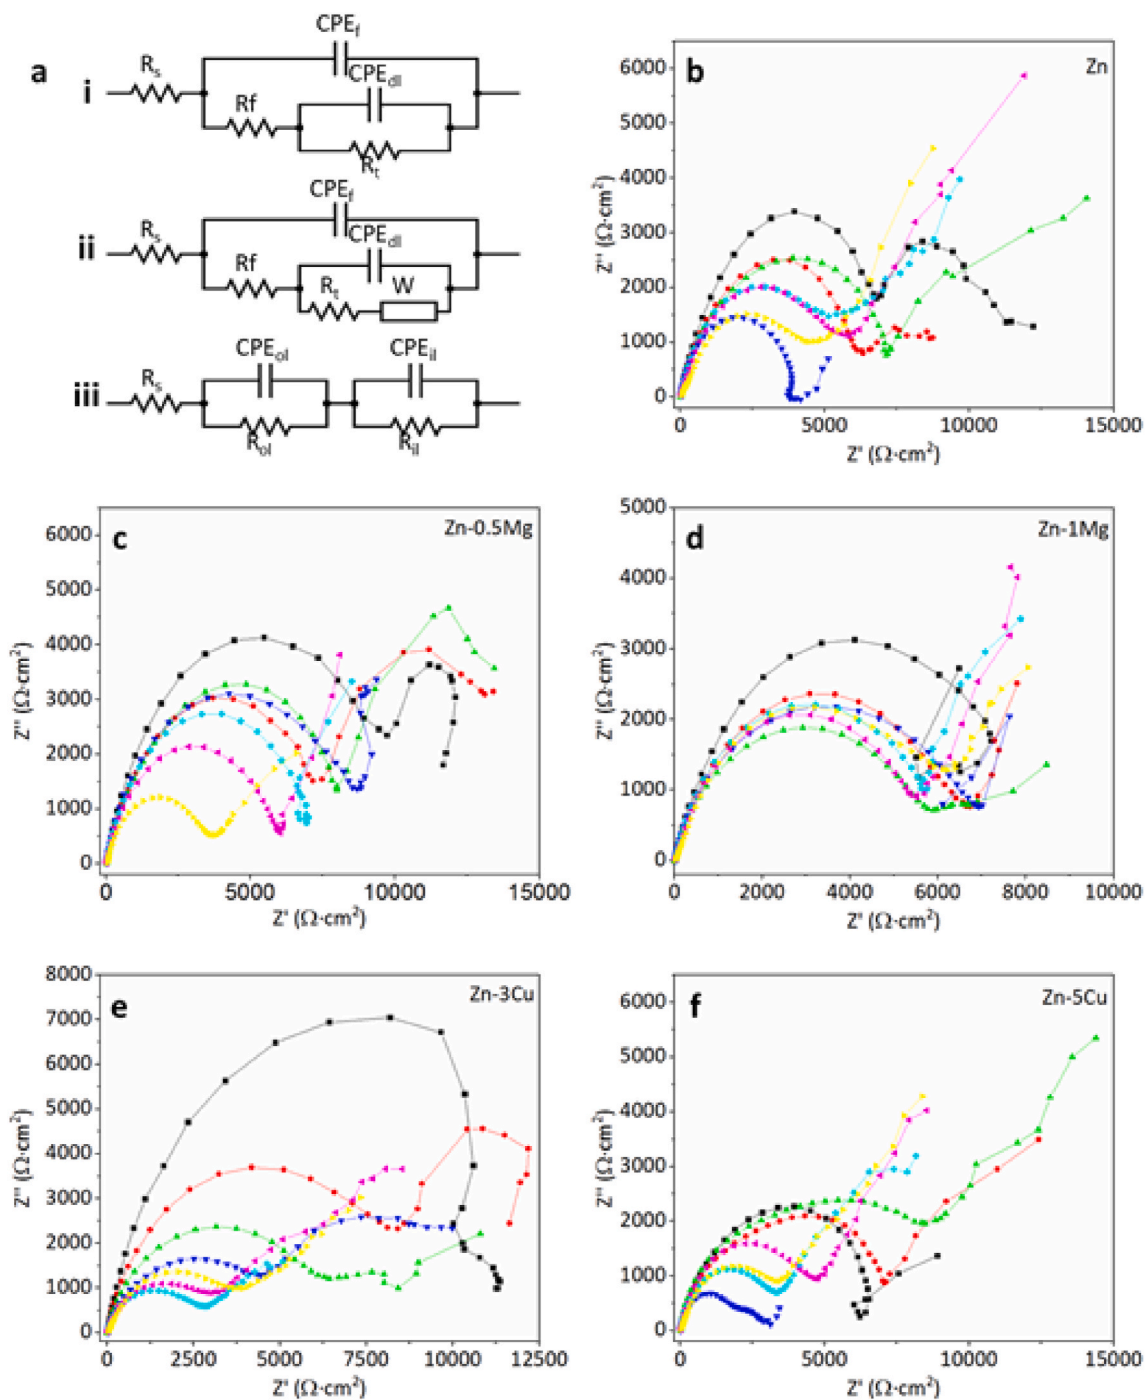 a
i
R_s
CPE_f
Rf
CPE_dl
R_t
ii
R_s
CPE_f
Rf
CPE_dl
R_t
W
iii
R_s
CPE_ol
R_ol
CPE_il
R_il
b
Zn
6000
5000
4000
3000
2000
1000
0
Z'' (Ω·cm²)
0
5000
10000
15000
Z' (Ω·cm²)
c
Zn-0.5Mg
6000
5000
4000
3000
2000
1000
0
Z'' (Ω·cm²)
0
5000
10000
15000
Z' (Ω·cm²)
d
Zn-1Mg
5000
4000
3000
2000
1000
0
Z'' (Ω·cm²)
0
2000
4000
6000
8000
10000
Z' (Ω·cm²)
e
Zn-3Cu
8000
7000
6000
5000
4000
3000
2000
1000
0
Z'' (Ω·cm²)
0
2500
5000
7500
10000
12500
Z' (Ω·cm²)
f
Zn-5Cu
6000
5000
4000
3000
2000
1000
0
Z'' (Ω·cm²)
0
5000
10000
15000
Z' (Ω·cm²)